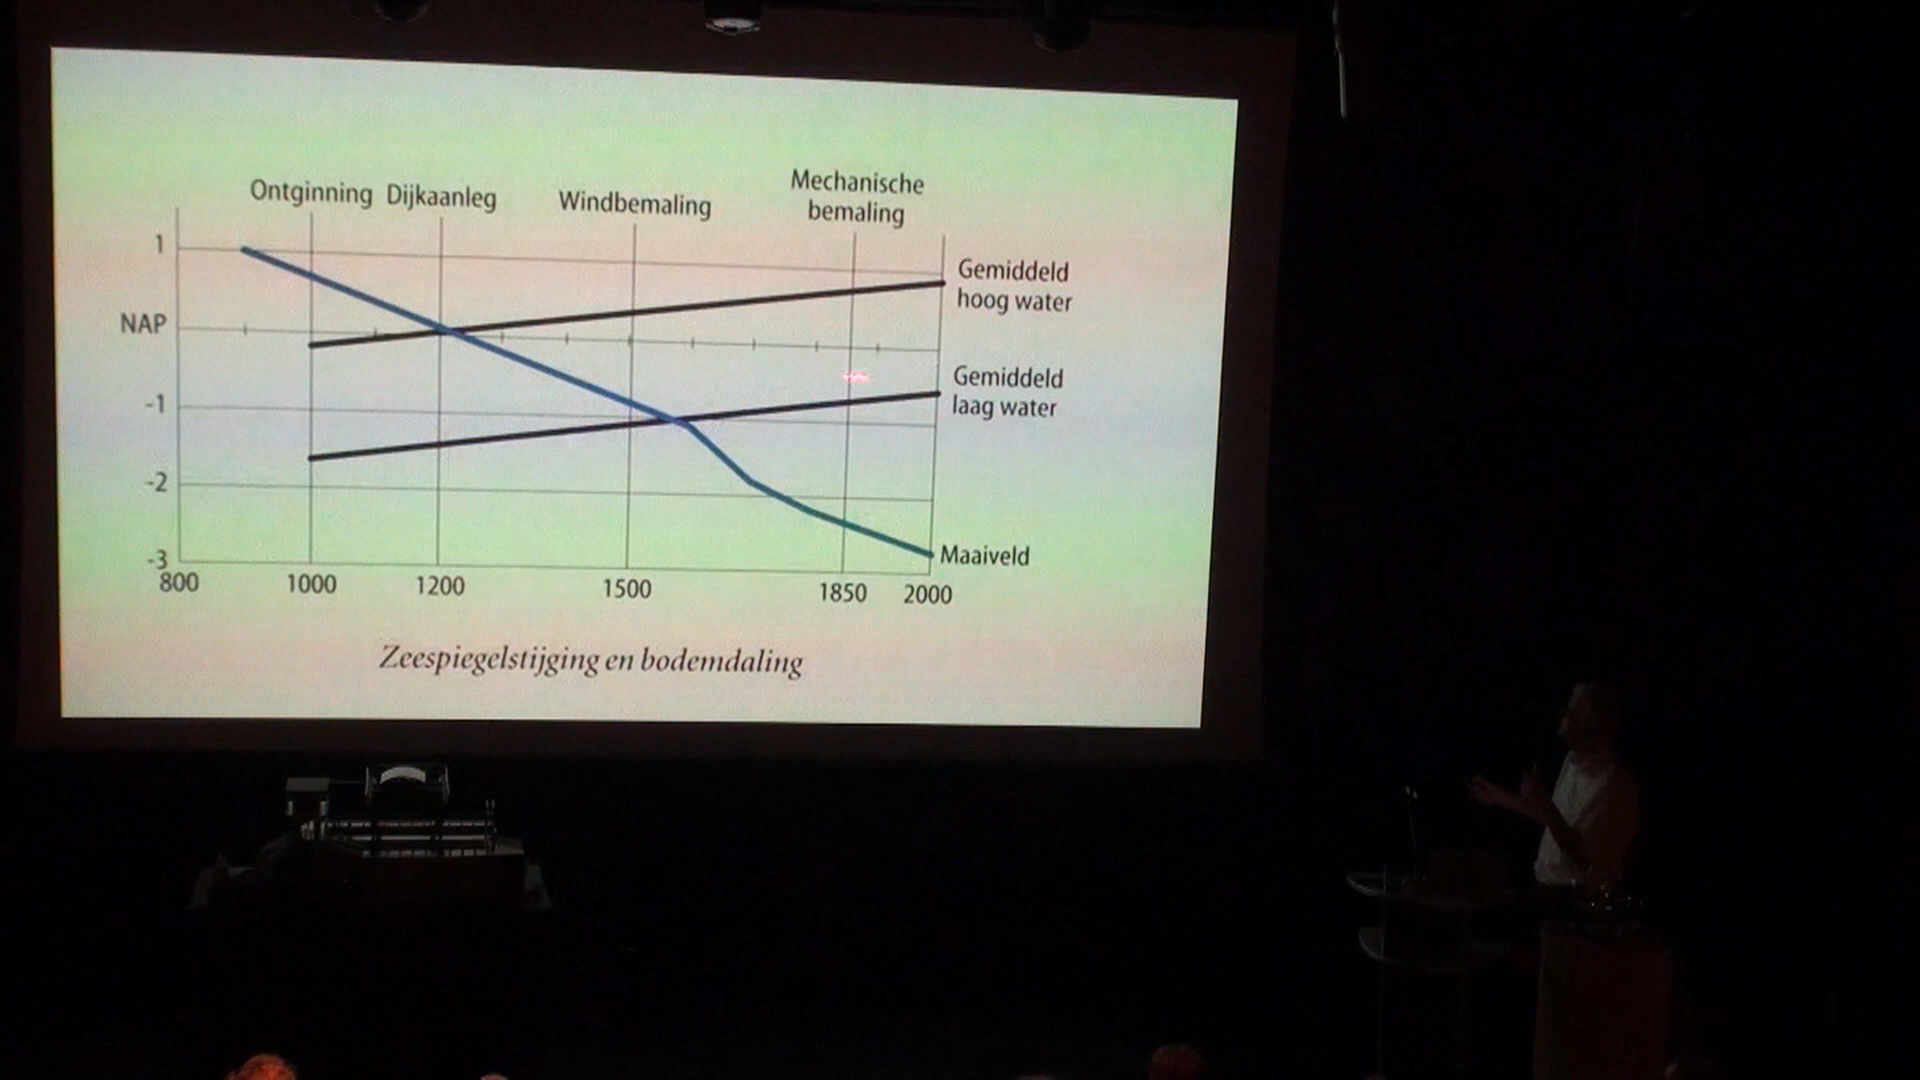 Ontginning Dijkaanleg Windbemaling Mechanische
bemaling
1
NAP
-1
-2
-3
Gemiddeld
hoog water
Gemiddeld
laag water
Maaiveld
800 1000 1200 1500 1850 2000
Zeespiegelstijging en bodemdaling